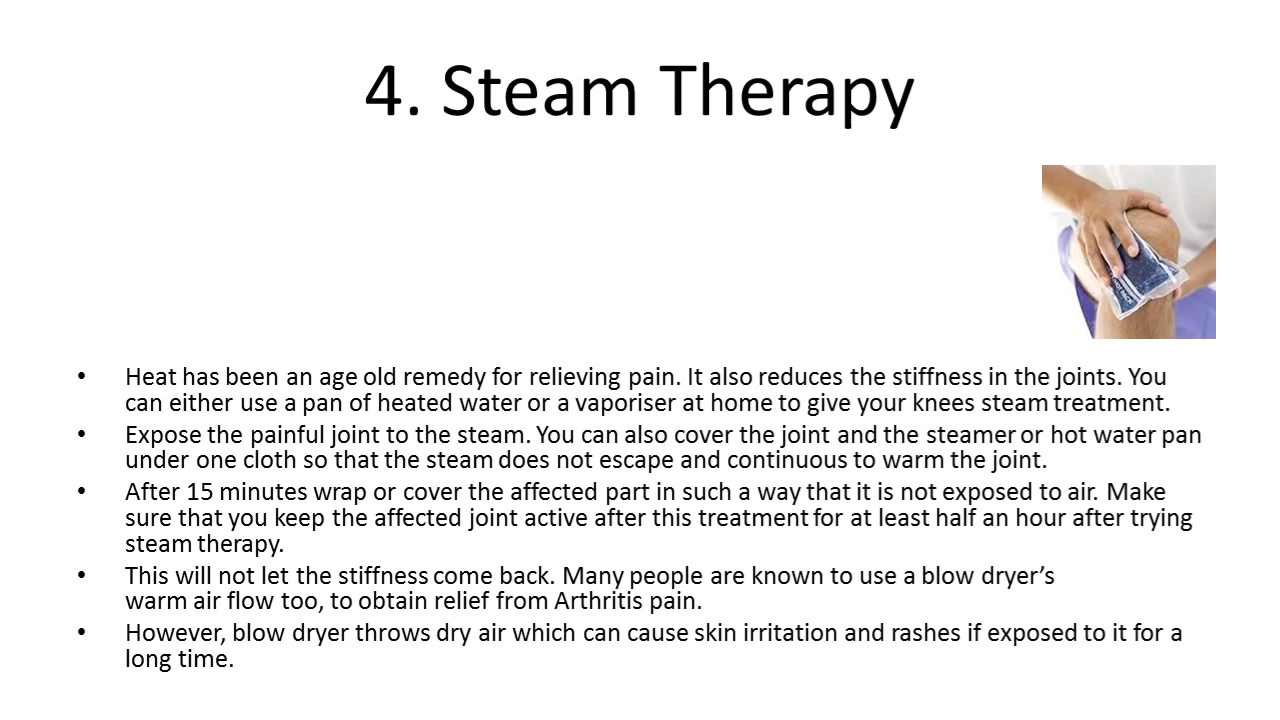 4. Steam Therapy
• Heat has been an age old remedy for relieving pain. It also reduces the stiffness in the joints. You
can either use a pan of heated water or a vaporiser at home to give your knees steam treatment.
• Expose the painful joint to the steam. You can also cover the joint and the steamer or hot water pan
under one cloth so that the steam does not escape and continuous to warm the joint.
• After 15 minutes wrap or cover the affected part in such a way that it is not exposed to air. Make
sure that you keep the affected joint active after this treatment for at least half an hour after trying
steam therapy.
• This will not let the stiffness come back. Many people are known to use a blow dryer’s
warm air flow too, to obtain relief from Arthritis pain.
• However, blow dryer throws dry air which can cause skin irritation and rashes if exposed to it for a
long time.